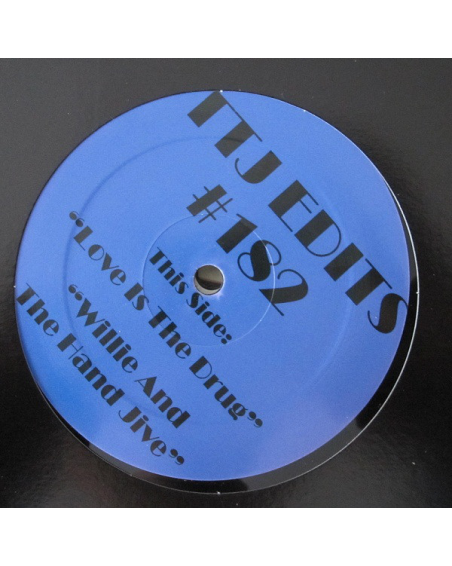 TTJ EDITS
#182
This Side:
“Love Is The Drug”
“Willie And
The Hand Jive”